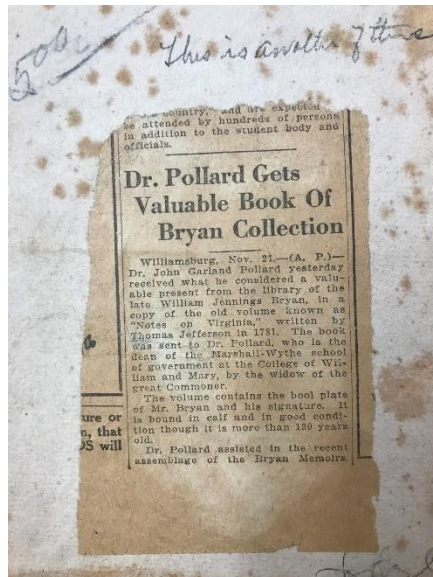 500
This is another of
country, and are expected
be attended by hundreds of persons
in addition to the student body and
officials.
Dr. Pollard Gets
Valuable Book Of
Bryan Collection
Williamsburg, Nov. 21.—(A. P.)—
Dr. John Garland Pollard yesterday
received what he considered a valu-
able present from the library of the
late William Jennings Bryan, in a
copy of the old volume known as
"Notes on Virginia," written by
Thomas Jefferson in 1781. The book
was sent to Dr. Pollard, who is the
dean of the Marshall-Wythe school
of government at the College of Wil-
liam and Mary, by the widow of the
great Commoner.
The volume contains the bool plate
of Mr. Bryan and his signature. It
is bound in calf and in good condi-
tion though it is more than 130 years
old.
Dr. Pollard assisted in the recent
assemblage of the Bryan Memoirs.
ure or
n, that
OS will